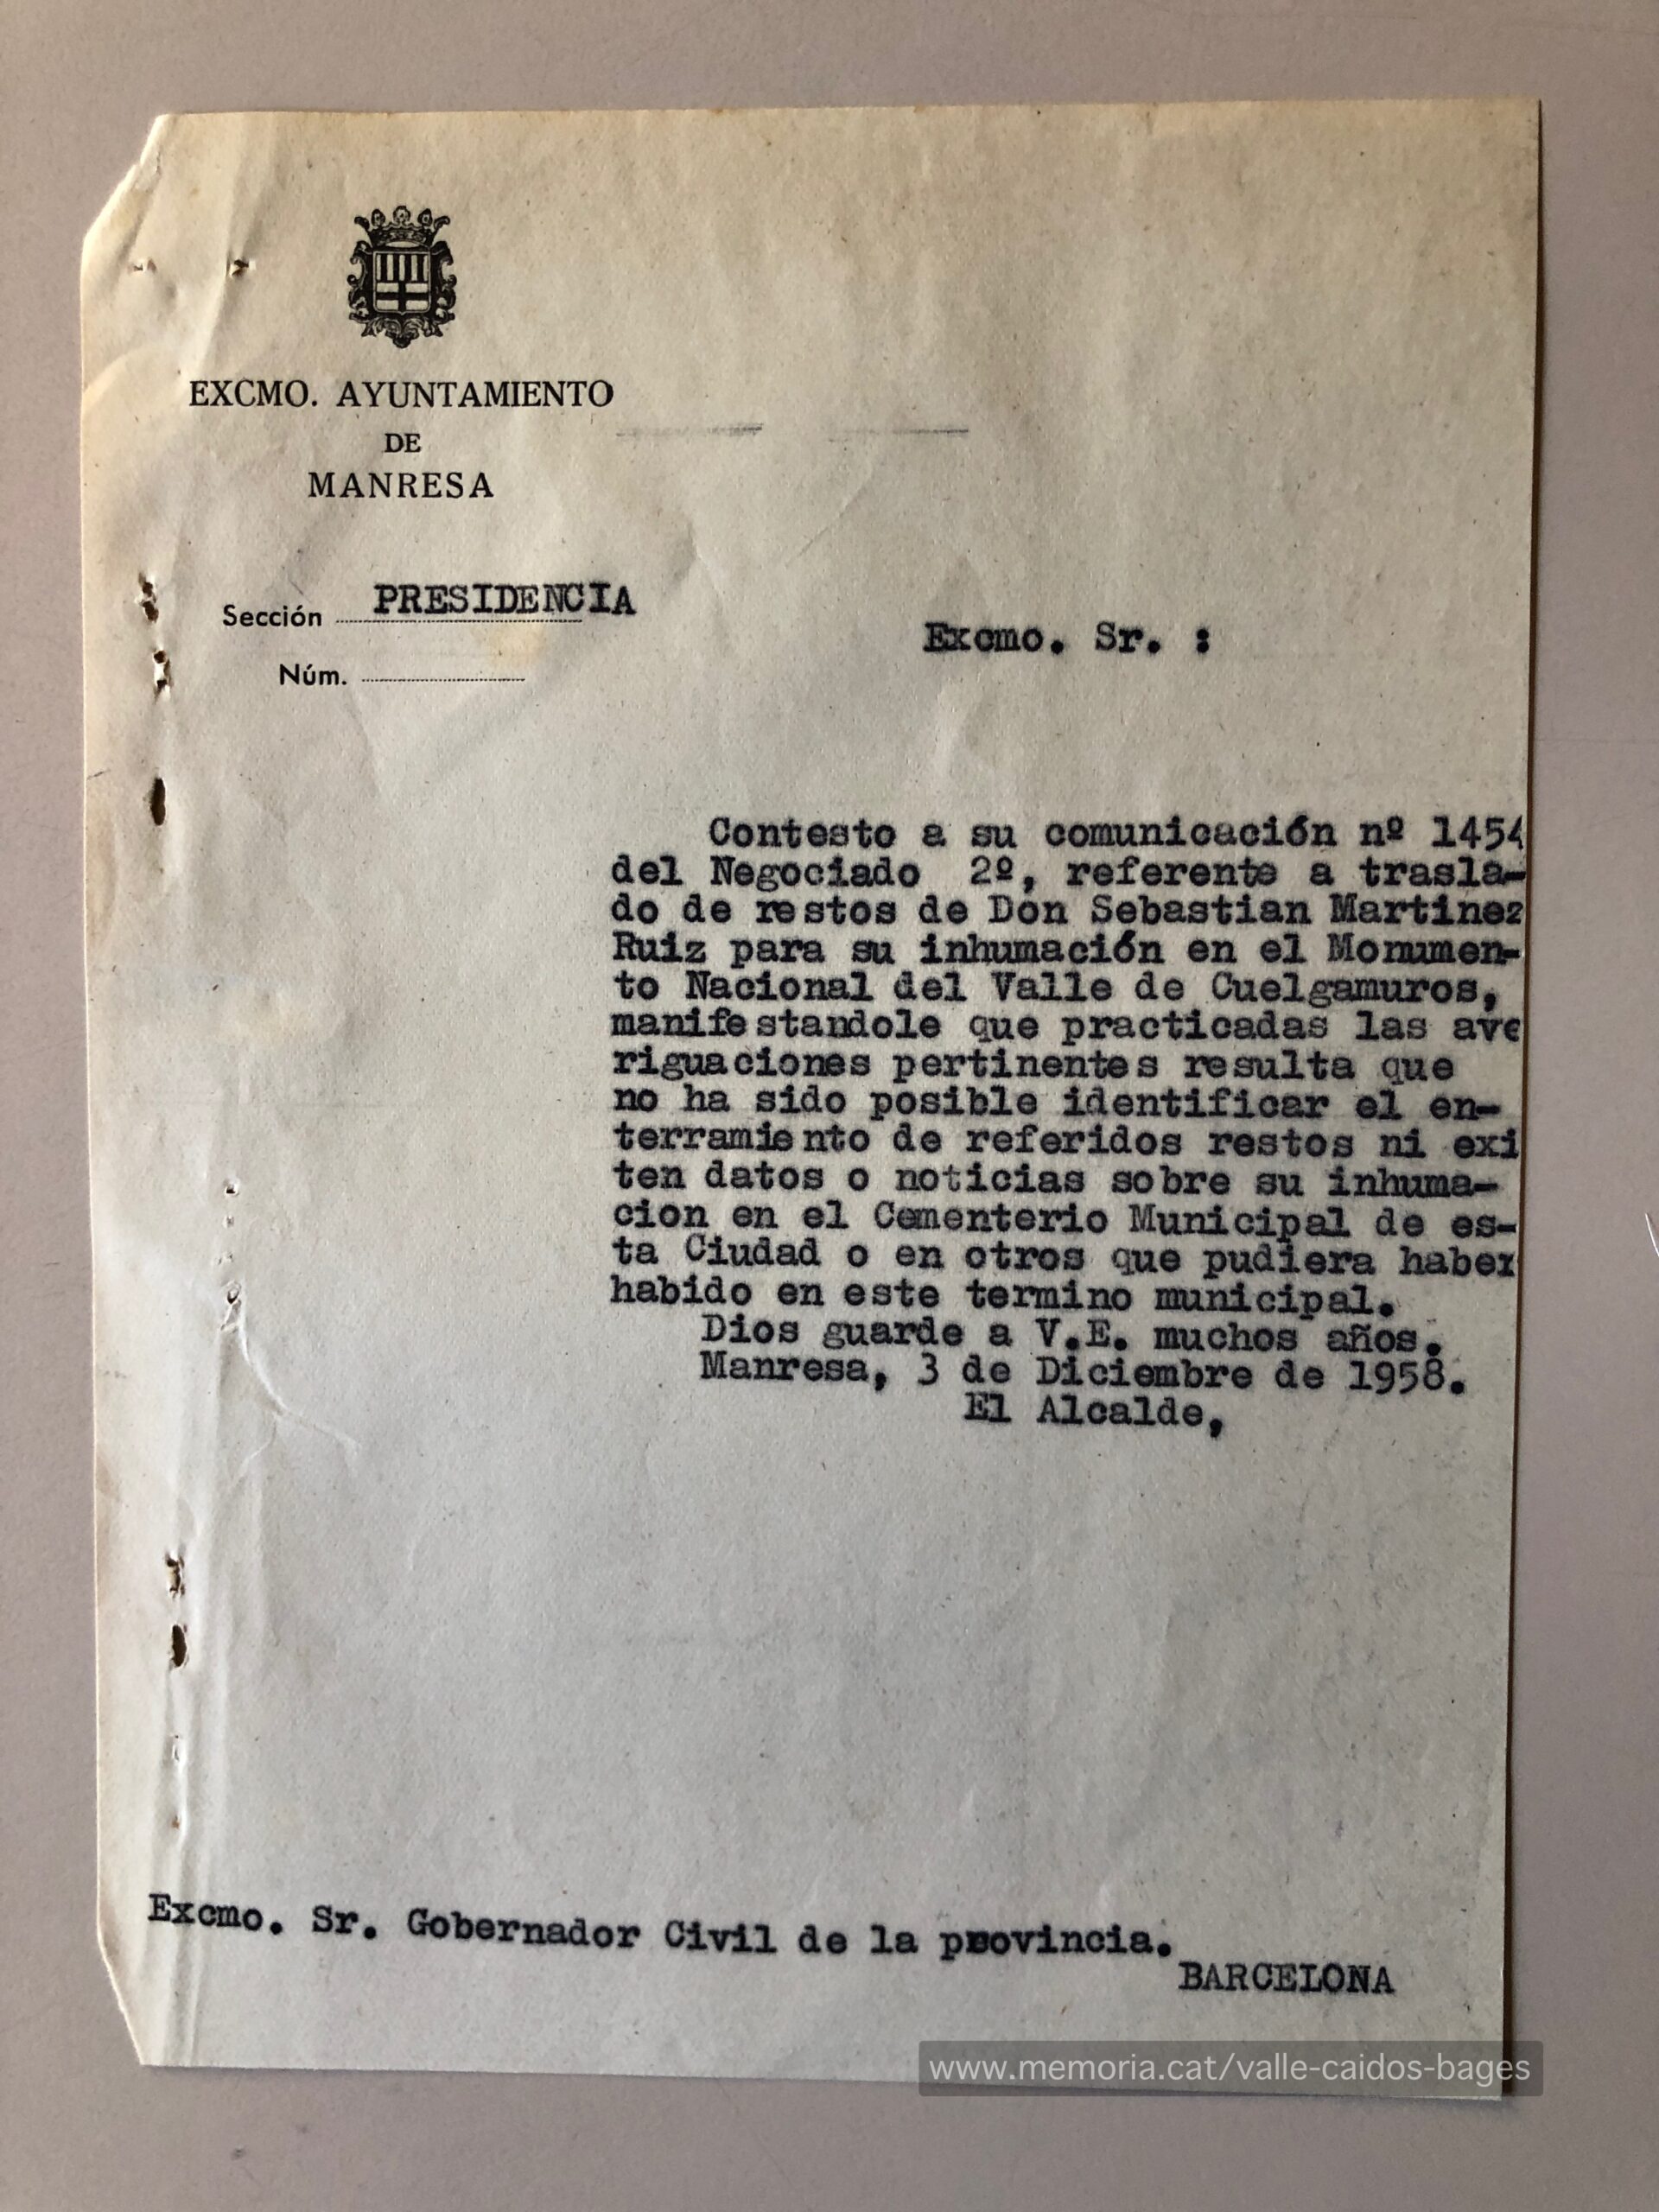 EXCMO. AYUNTAMIENTO
DE
MANRESA
Sección PRESIDENCIA
Núm.
Excmo. Sr. :
Contesto a su comunicación nº 1454
del Negociado 2º, referente a trasla-
do de restos de Don Sebastian Martinez
Ruiz para su inhumación en el Monumen-
to Nacional del Valle de Cuelgamuros,
manifestandole que practicadas las ave
riguaciones pertinentes resulta que
no ha sido posible identificar el en-
terramiento de referidos restos ni exi
ten datos o noticias sobre su inhuma-
cion en el Cementerio Municipal de es-
ta Ciudad o en otros que pudiera haber
habido en este termino municipal.
Dios guarde a V.E. muchos años.
Manresa, 3 de Diciembre de 1958.
El Alcalde,
Excmo. Sr. Gobernador Civil de la provincia.
BARCELONA
www.memoria.cat/valle-caidos-bages